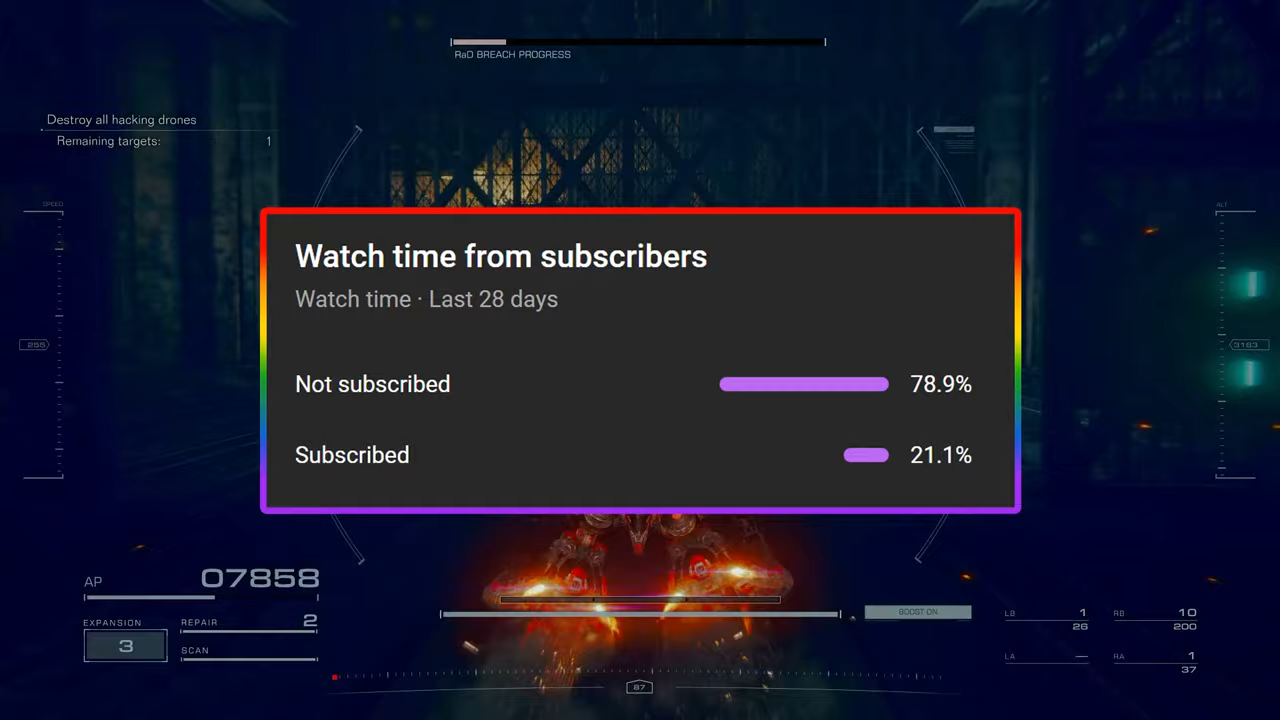 RaD BREACH PROGRESS
Destroy all hacking drones
Remaining targets: 1
SPEED
ALT
Watch time from subscribers
Watch time · Last 28 days
255
3163
Not subscribed 78.9%
Subscribed 21.1%
AP 07858
EXPANSION
3
REPAIR 2
SCAN
BOOST ON
LB 1
26
RB 10
200
LA —
RA 1
37
87